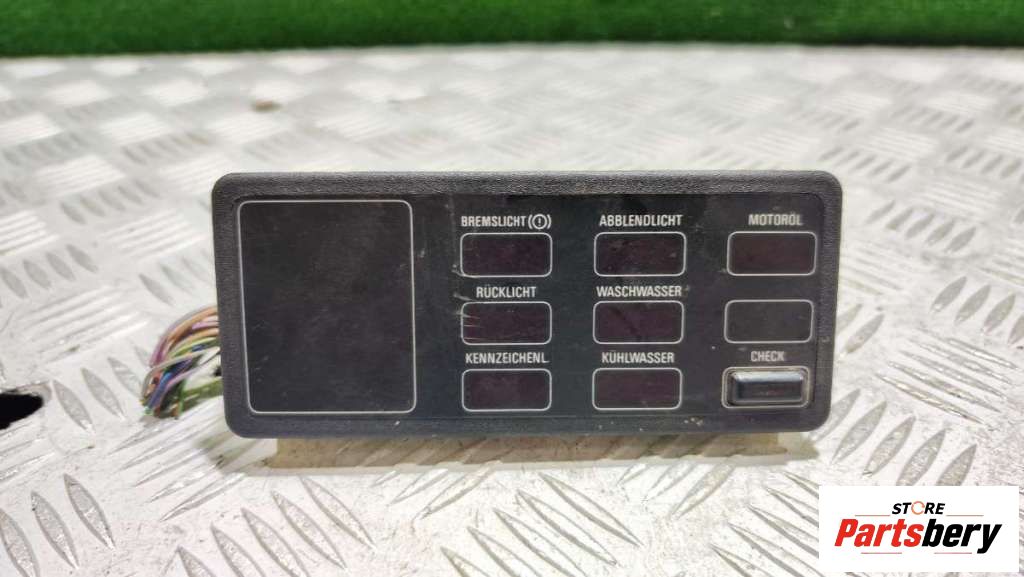 BREMSLICHT (!)
ABBLENDLICHT
MOTORÖL
RÜCKLICHT
WASCHWASSER
KENNZEICHENL.
KÜHLWASSER
CHECK
STORE
Partsbery